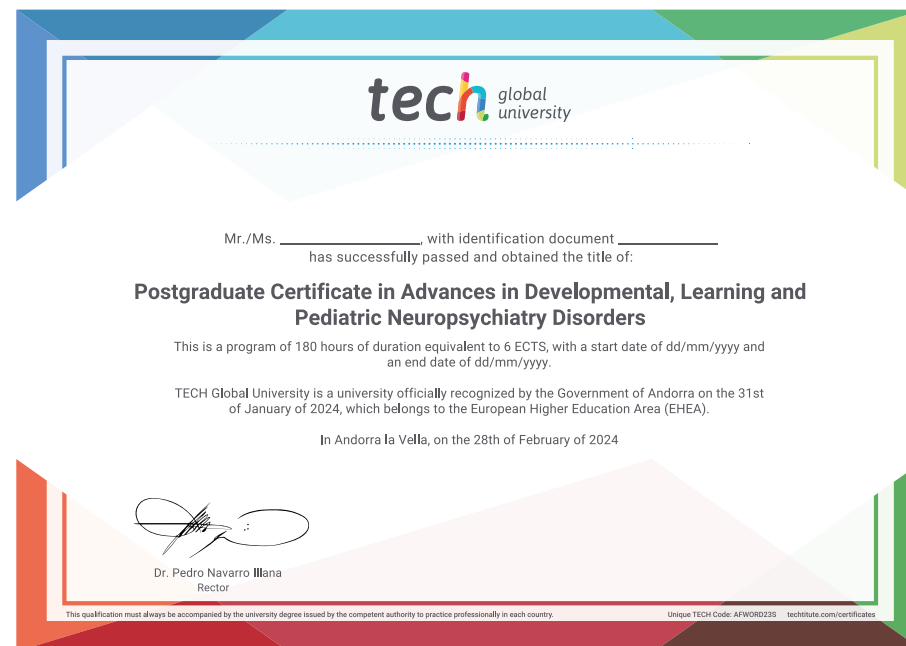 tech global university
Mr./Ms. ____________, with identification document ____________
has successfully passed and obtained the title of:
Postgraduate Certificate in Advances in Developmental, Learning and
Pediatric Neuropsychiatry Disorders
This is a program of 180 hours of duration equivalent to 6 ECTS, with a start date of dd/mm/yyyy and
an end date of dd/mm/yyyy.
TECH Global University is a university officially recognized by the Government of Andorra on the 31st
of January of 2024, which belongs to the European Higher Education Area (EHEA).
In Andorra la Vella, on the 28th of February of 2024
Dr. Pedro Navarro Illana
Rector
This qualification must always be accompanied by the university degree issued by the competent authority to practice professionally in each country.
Unique TECH Code: AFWORD23S techtitute.com/certificates